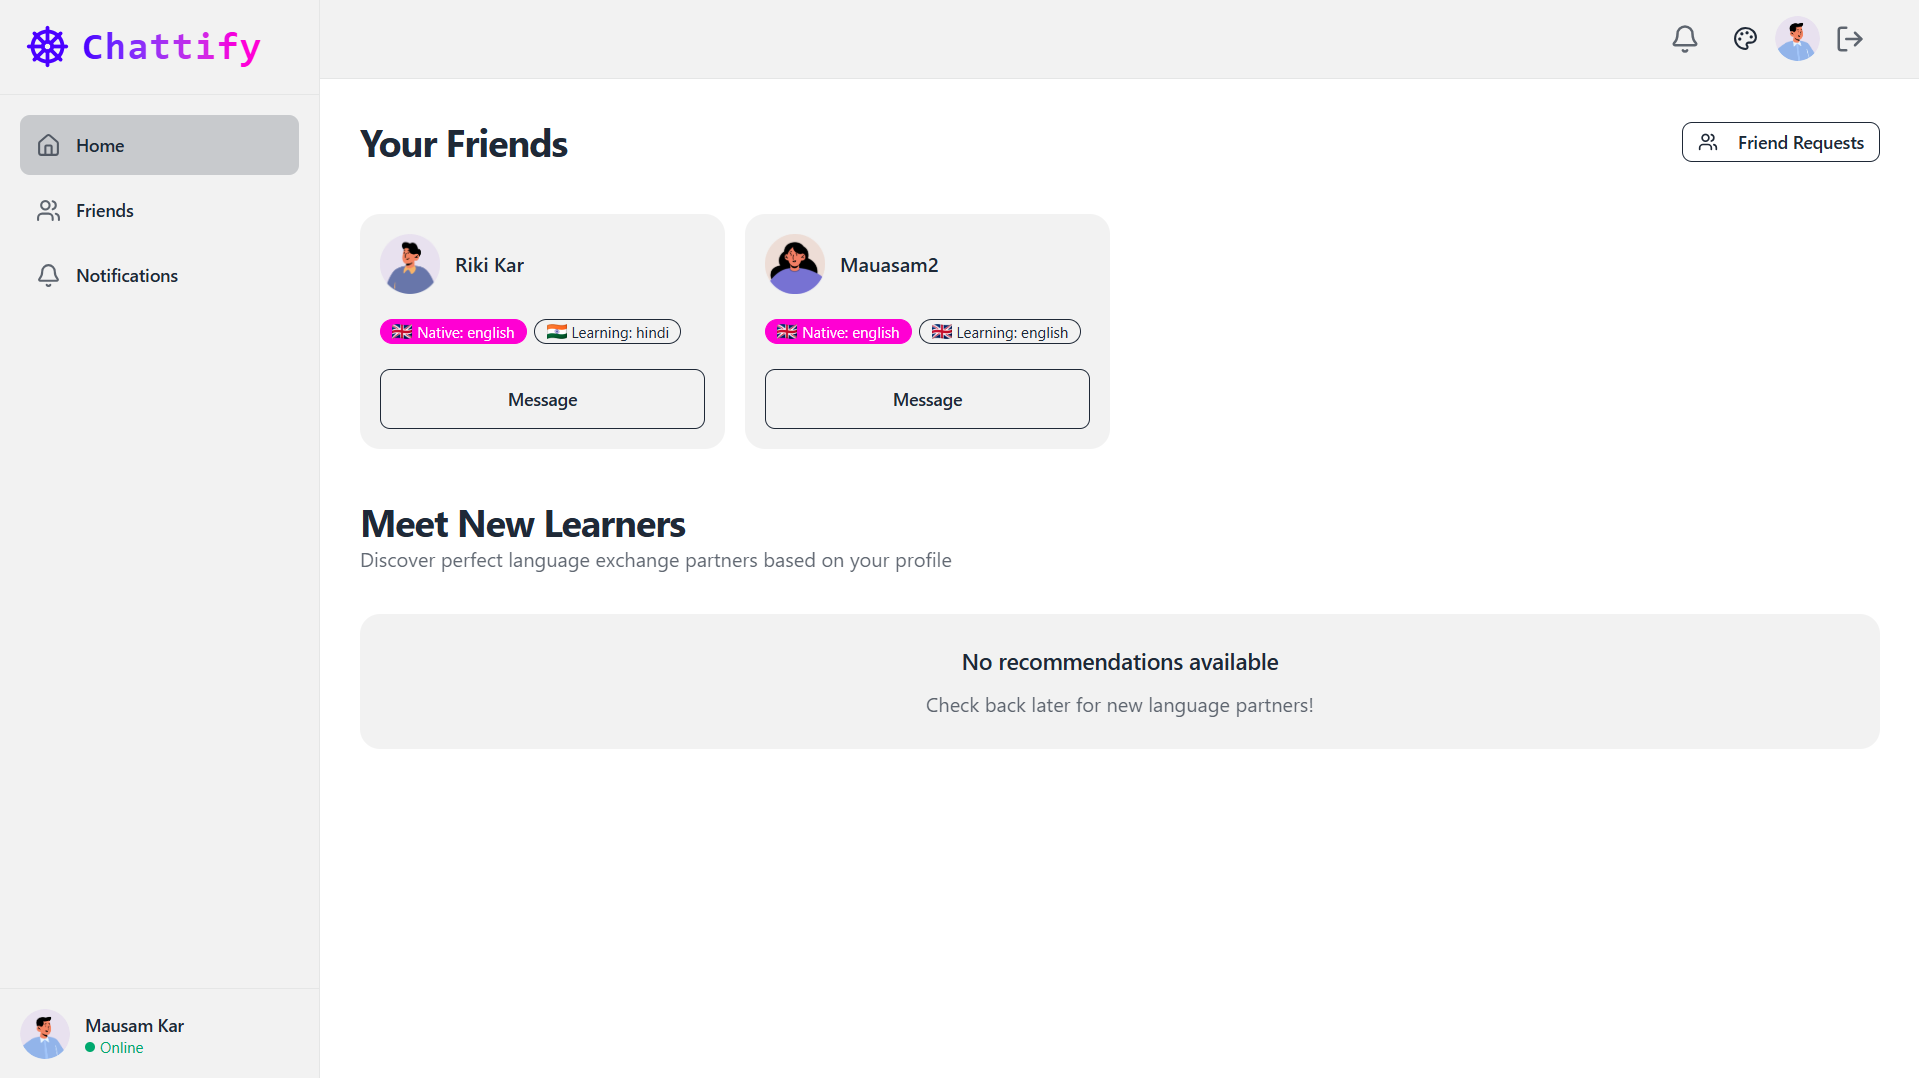 Chattify
Home
Friends
Notifications
Your Friends
Friend Requests
Riki Kar
Native: english
Learning: hindi
Message
Mauasam2
Native: english
Learning: english
Message
Meet New Learners
Discover perfect language exchange partners based on your profile
No recommendations available
Check back later for new language partners!
Mausam Kar
Online